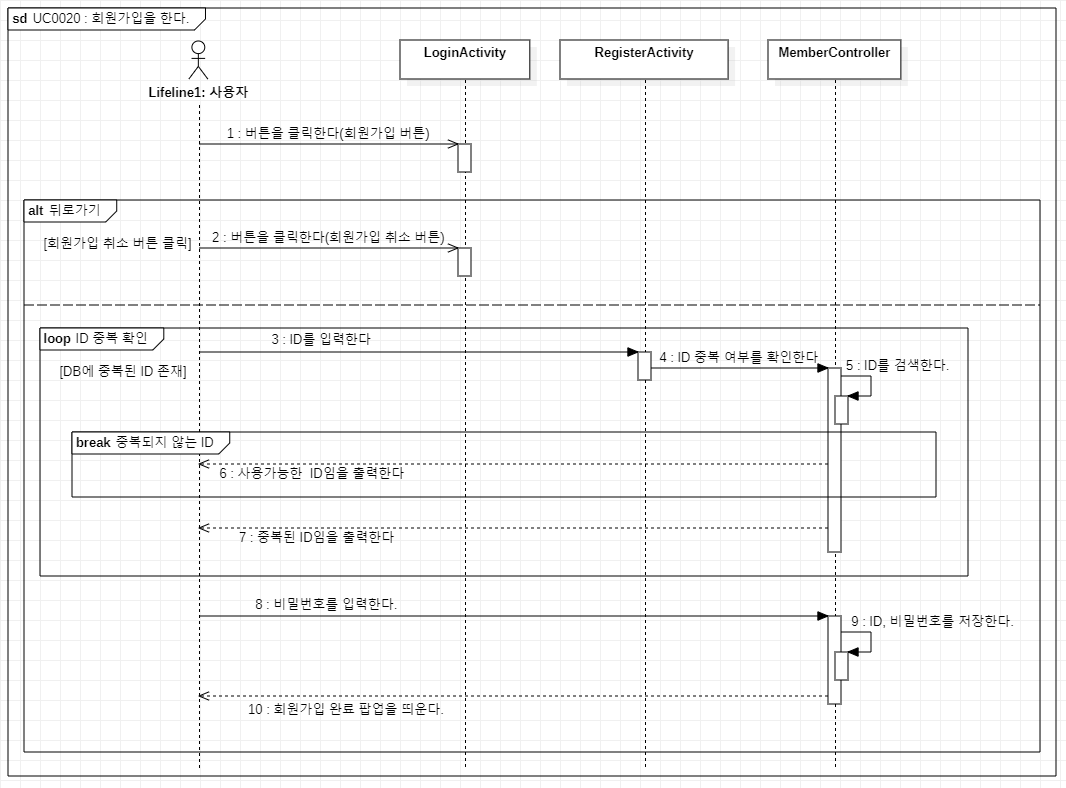 sd UC0020 : 회원가입을 한다.
Lifeline1: 사용자
LoginActivity
RegisterActivity
MemberController
1 : 버튼을 클릭한다(회원가입 버튼)
alt 뒤로가기
[회원가입 취소 버튼 클릭]
2 : 버튼을 클릭한다(회원가입 취소 버튼)
loop ID 중복 확인
[DB에 중복된 ID 존재]
3 : ID를 입력한다
4 : ID 중복 여부를 확인한다
5 : ID를 검색한다.
break 중복되지 않는 ID
6 : 사용가능한 ID임을 출력한다
7 : 중복된 ID임을 출력한다
8 : 비밀번호를 입력한다.
9 : ID, 비밀번호를 저장한다.
10 : 회원가입 완료 팝업을 띄운다.